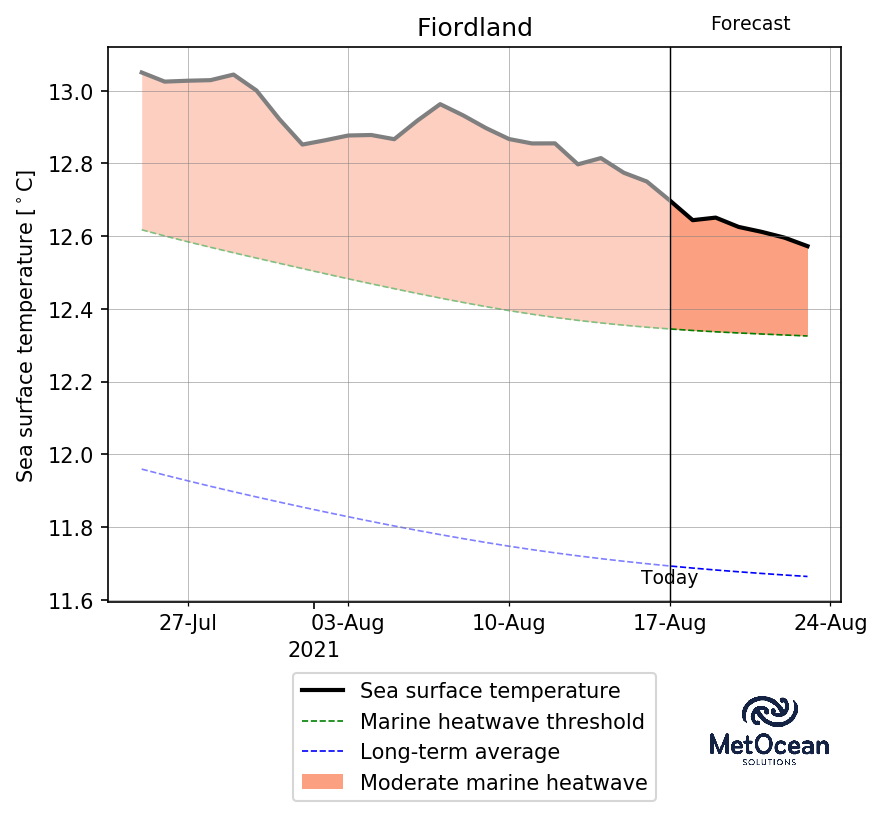 Fiordland
Forecast
Sea surface temperature [°C]
13.0
12.8
12.6
12.4
12.2
12.0
11.8
11.6
Today
27-Jul
03-Aug
10-Aug
17-Aug
24-Aug
2021
Sea surface temperature
Marine heatwave threshold
Long-term average
Moderate marine heatwave
MetOcean
SOLUTIONS